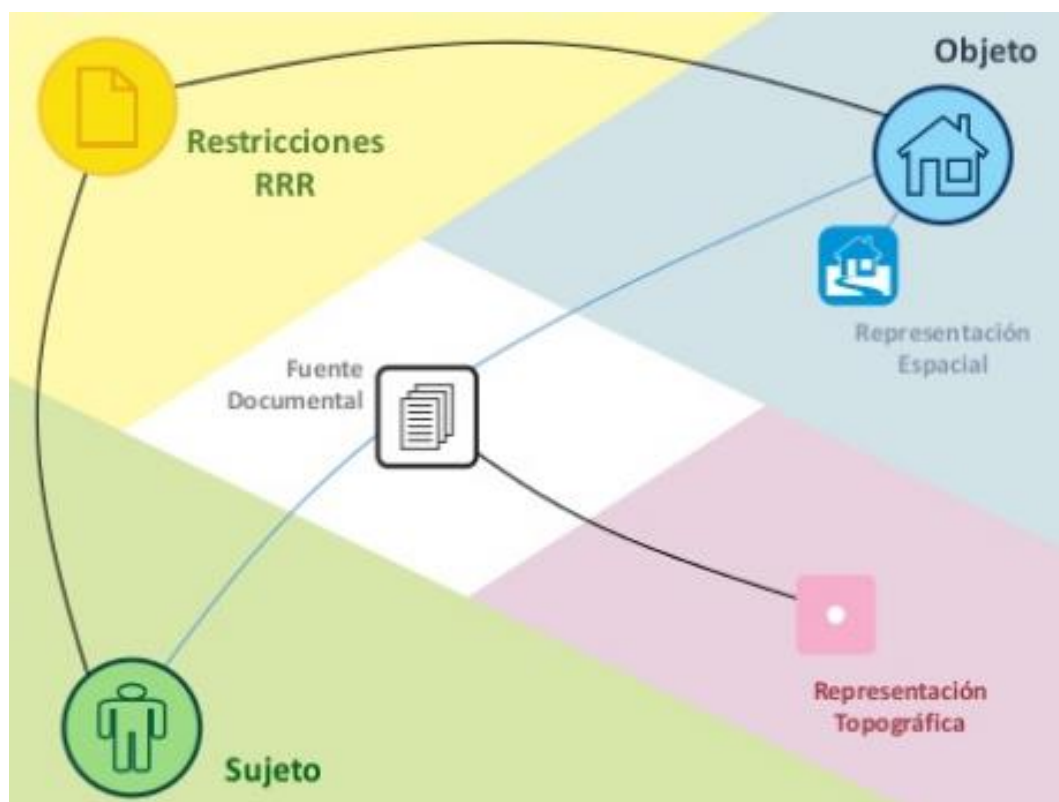 Objeto
Restricciones
RRR
Representación
Espacial
Fuente
Documental
Representación
Topográfica
Sujeto